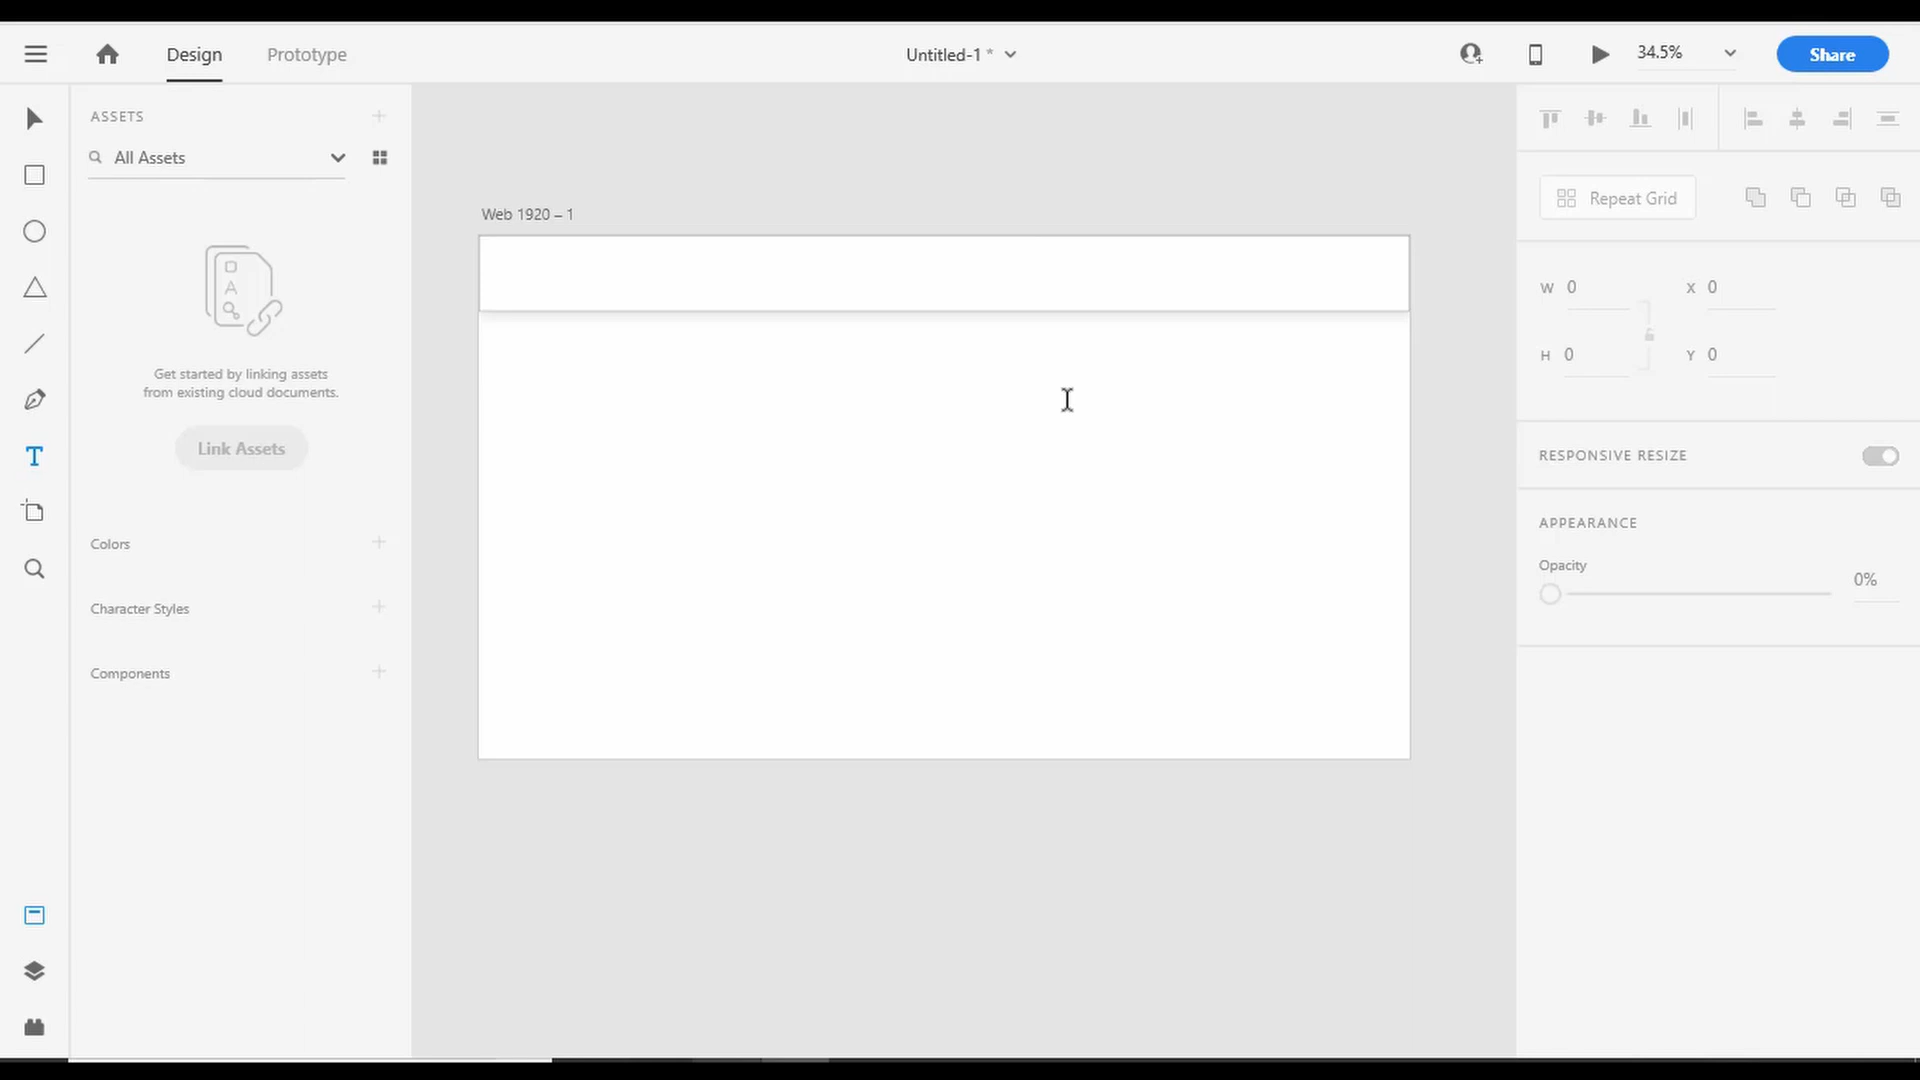 Design Prototype Untitled-1 * 34.5% Share
ASSETS
All Assets
Get started by linking assets
from existing cloud documents.
Link Assets
Colors
Character Styles
Components
Web 1920 – 1
Repeat Grid
W 0 X 0
H 0 Y 0
RESPONSIVE RESIZE
APPEARANCE
Opacity
0%